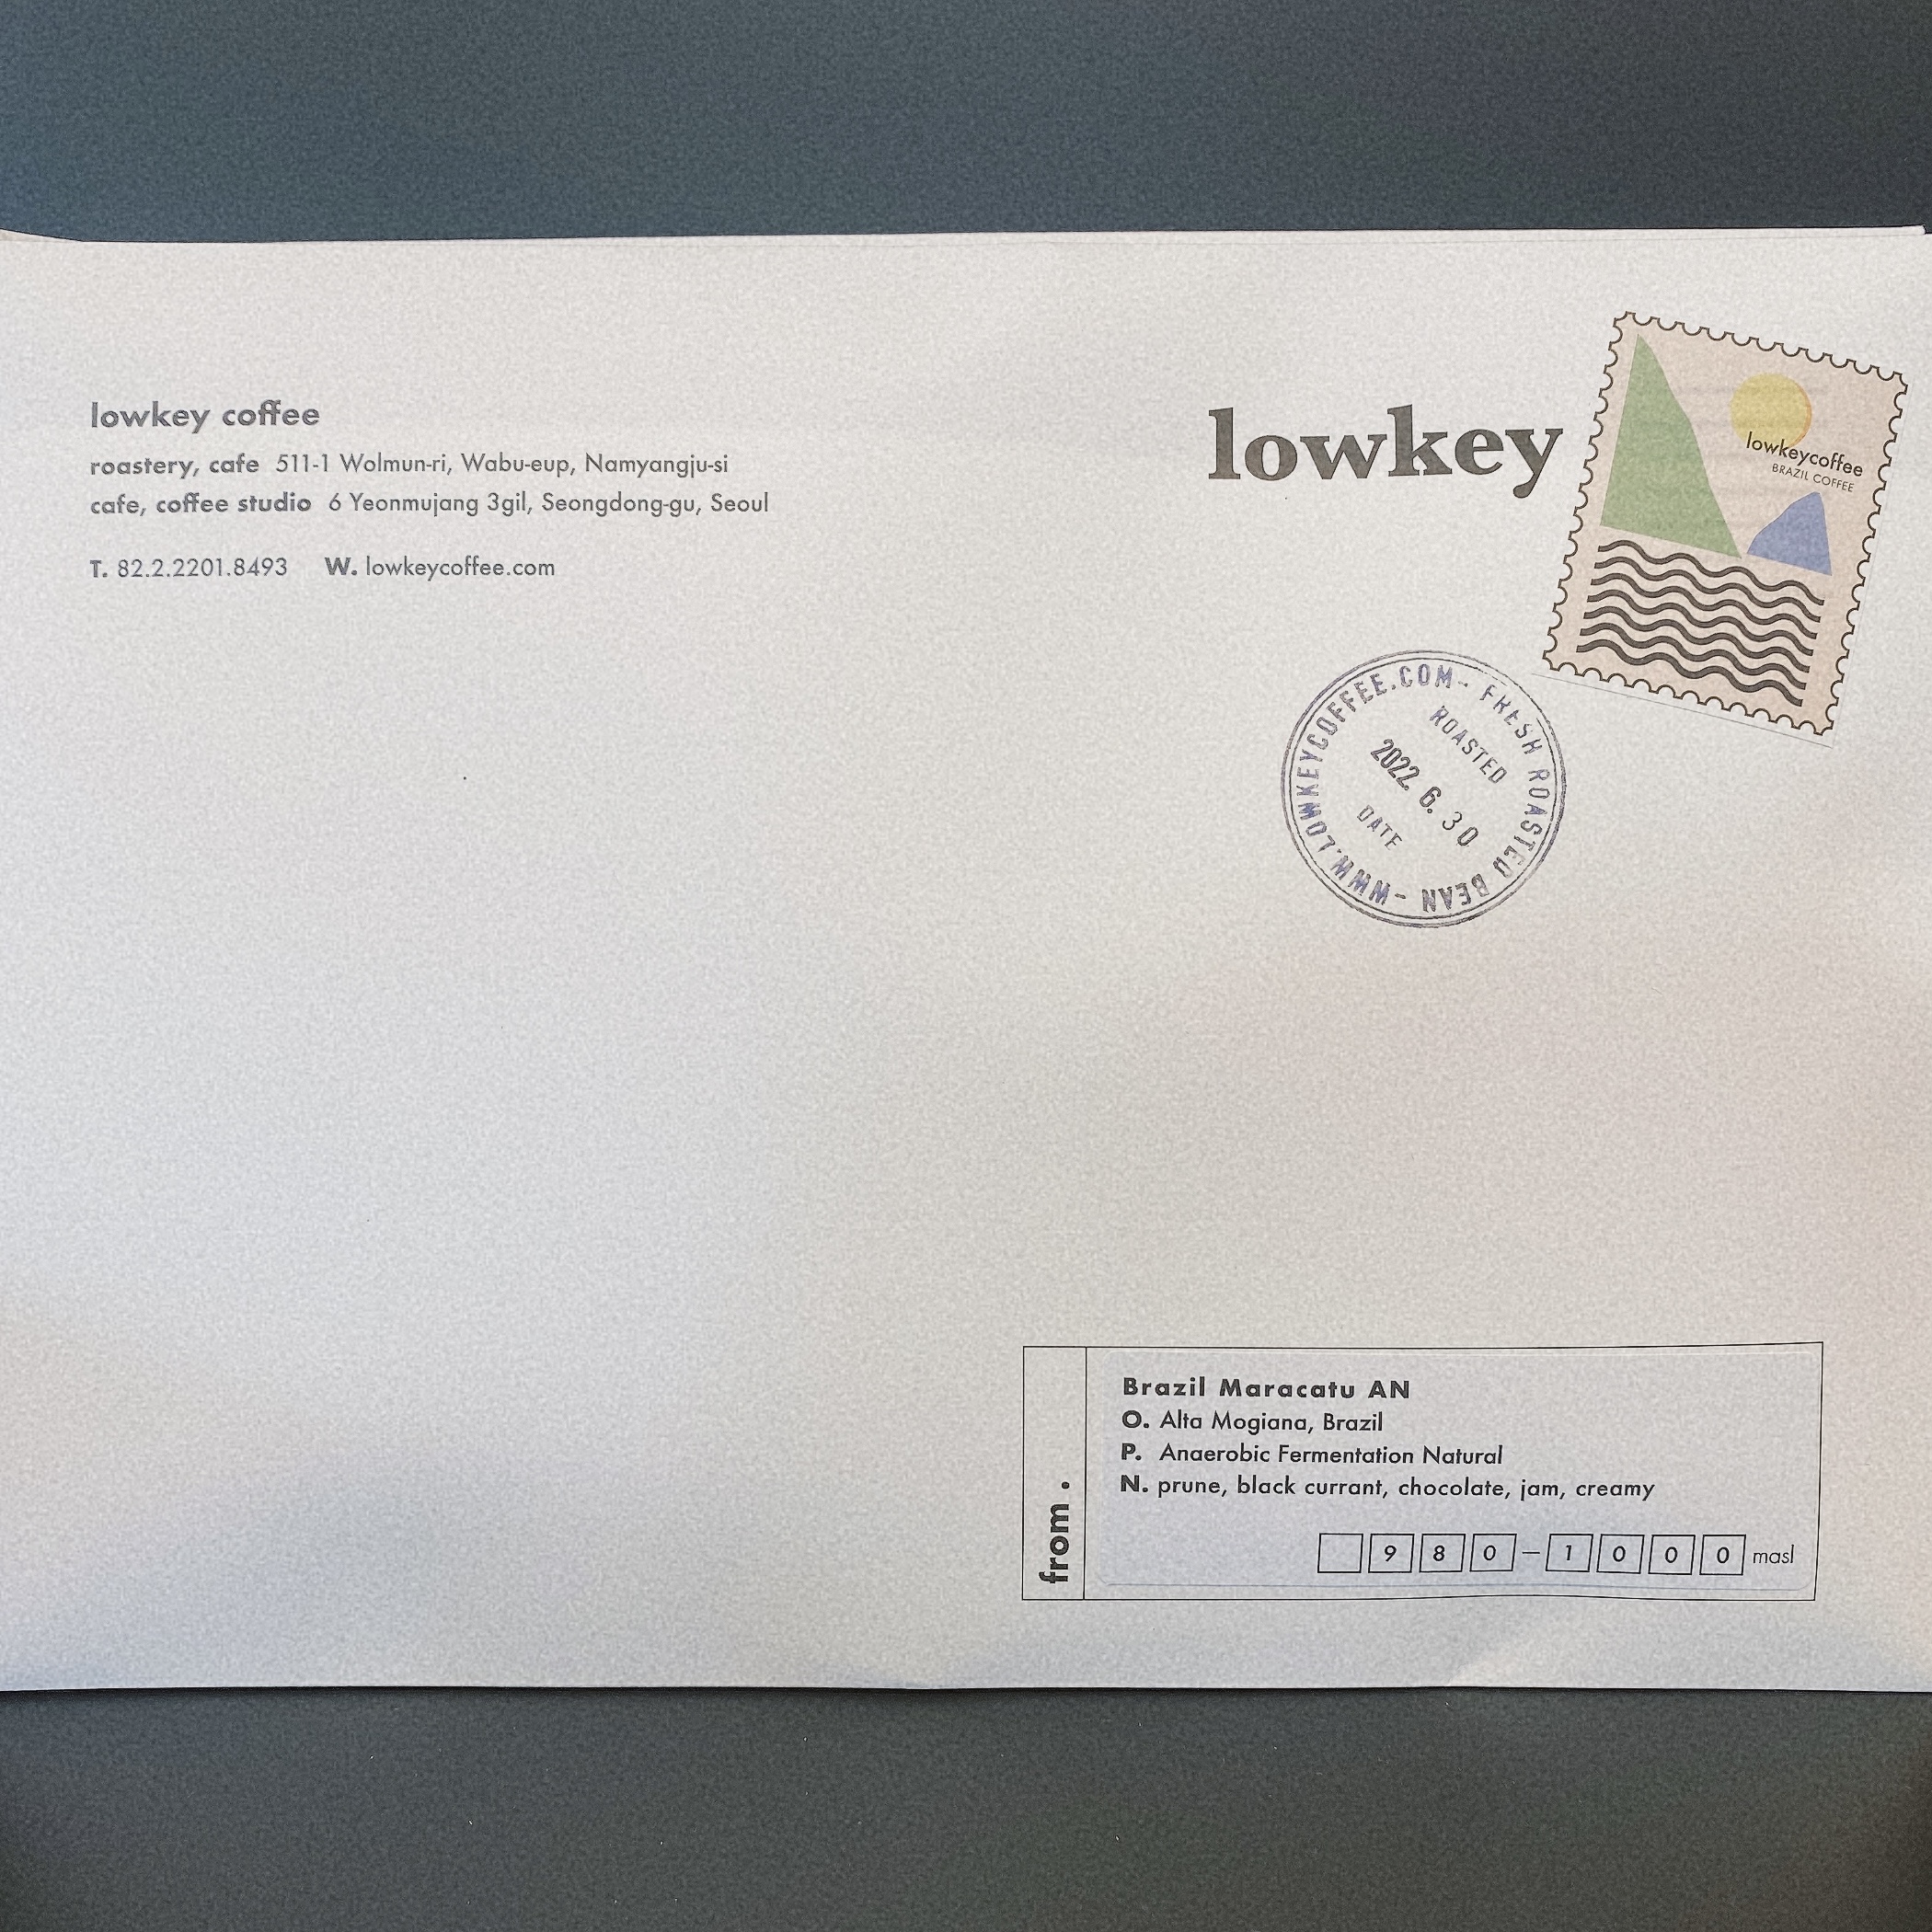 lowkey coffee
roastery, cafe 511-1 Wolmun-ri, Wabu-eup, Namyangju-si
cafe, coffee studio 6 Yeonmujang 3gil, Seongdong-gu, Seoul
T. 82.2.2201.8493 W. lowkeycoffee.com
lowkey
lowkeycoffee
BRAZIL COFFEE
WWW.LOWKEYCOFFEE.COM - FRESH ROASTED BEAN -
ROASTED
2022. 6. 30
DATE
from .
Brazil Maracatu AN
O. Alta Mogiana, Brazil
P. Anaerobic Fermentation Natural
N. prune, black currant, chocolate, jam, creamy
980-1000 masl